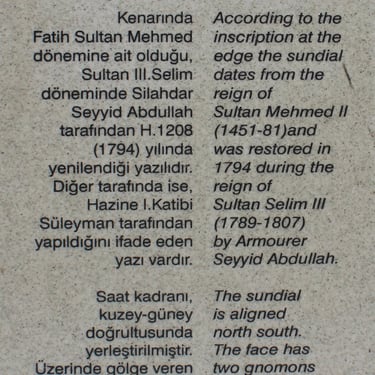 Kenarında
Fatih Sultan Mehmed
dönemine ait olduğu,
Sultan III.Selim
döneminde Silahdar
Seyyid Abdullah
tarafından H.1208
(1794) yılında
yenilendiği yazılıdır.
Diğer tarafında ise,
Hazine I.Katibi
Süleyman tarafından
yapıldığını ifade eden
yazı vardır.
Saat kadranı,
kuzey-güney
doğrultusunda
yerleştirilmiştir.
Üzerinde gölge veren
According to the
inscription at the
edge the sundial
dates from the
reign of
Sultan Mehmed II
(1451-81)and
was restored in
1794 during the
reign of
Sultan Selim III
(1789-1807)
by Armourer
Seyyid Abdullah.
The sundial
is aligned
north south.
The face has
two gnomons